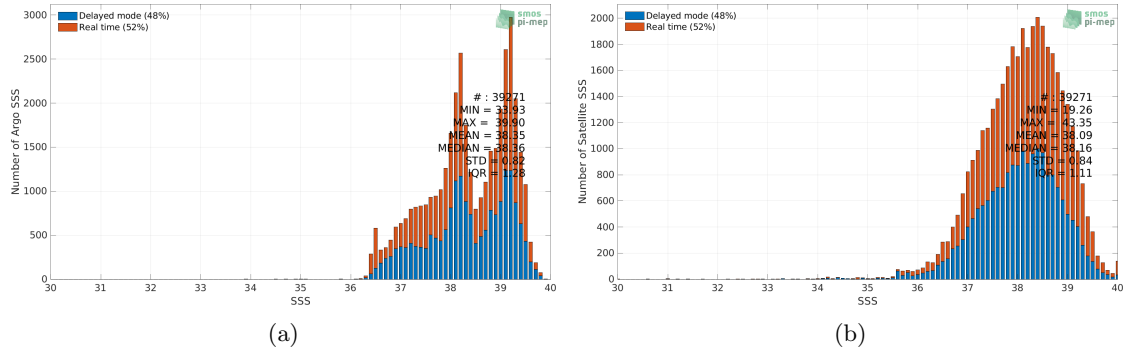 Delayed mode (48%)
Real time (52%)
smos
pi-mep
# : 39271
MIN = 33.93
MAX = 39.90
MEAN = 38.35
MEDIAN = 38.36
STD = 0.82
IQR = 1.28
Number of Argo SSS
3000
2500
2000
1500
1000
500
0
30 31 32 33 34 35 36 37 38 39 40
SSS
(a)
Delayed mode (48%)
Real time (52%)
smos
pi-mep
# : 39271
MIN = 19.26
MAX = 43.35
MEAN = 38.09
MEDIAN = 38.16
STD = 0.84
IQR = 1.11
Number of Satellite SSS
2000
1800
1600
1400
1200
1000
800
600
400
200
0
30 31 32 33 34 35 36 37 38 39 40
SSS
(b)